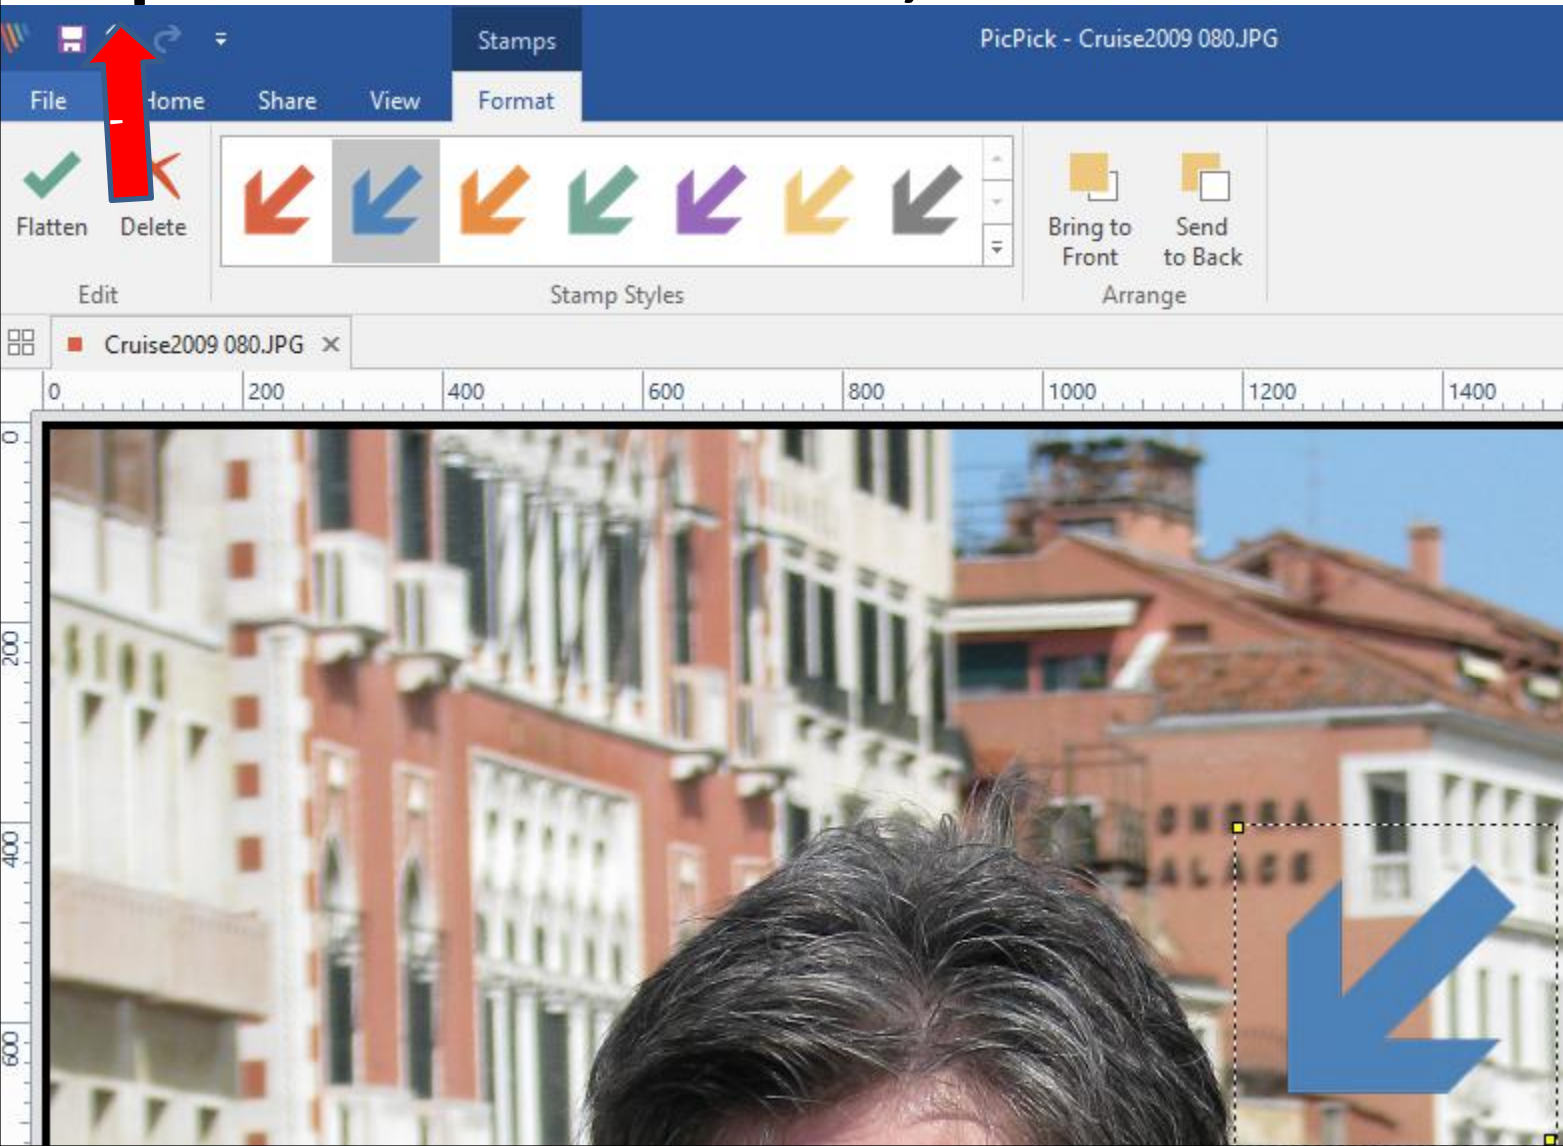 Stamps
PicPick - Cruise2009 080.JPG
File
Home
Share
View
Format
Flatten
Delete
Bring to
Front
Send
to Back
Edit
Stamp Styles
Arrange
Cruise2009 080.JPG
0 200 400 600 800 1000 1200 1400
0
200
400
600